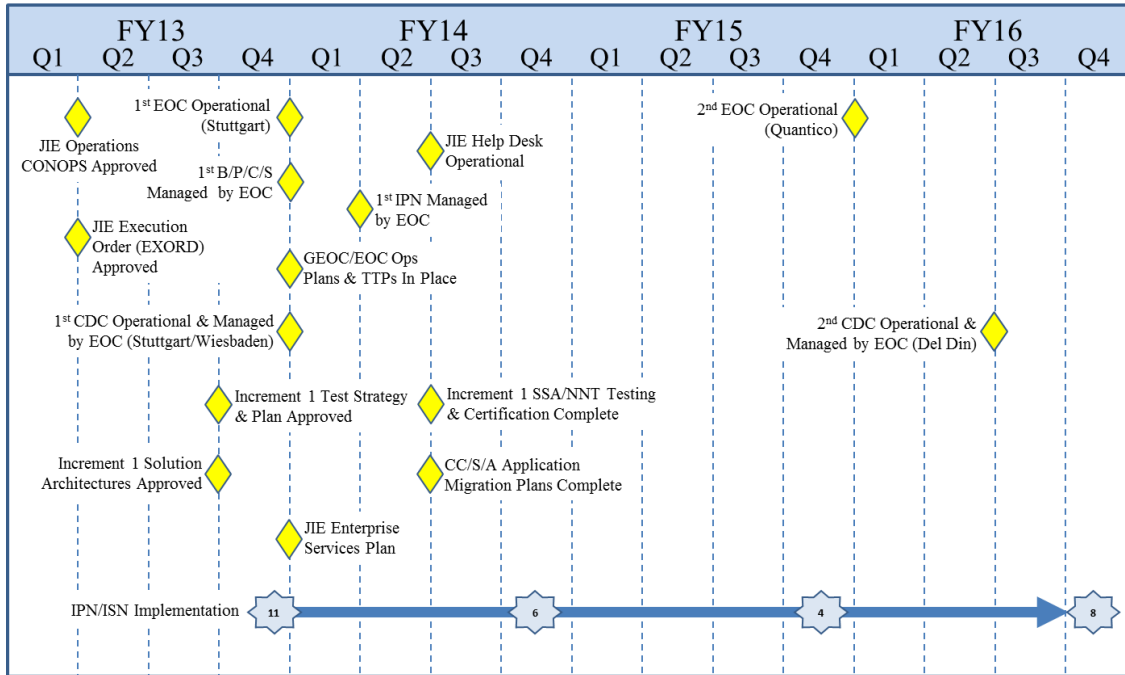 FY13 FY14 FY15 FY16
Q1 Q2 Q3 Q4 Q1 Q2 Q3 Q4 Q1 Q2 Q3 Q4 Q1 Q2 Q3 Q4
1st EOC Operational
(Stuttgart)
2nd EOC Operational
(Quantico)
JIE Operations
CONOPS Approved
JIE Help Desk
Operational
1st B/P/C/S
Managed
by EOC
1st IPN Managed
by EOC
JIE Execution
Order (EXORD)
Approved
GEOC/EOC Ops
Plans & TTPs In Place
1st CDC Operational & Managed
by EOC (Stuttgart/Wiesbaden)
2nd CDC Operational &
Managed by EOC (Del Din)
Increment 1 Test Strategy
& Plan Approved
Increment 1 SSA/NNT Testing
& Certification Complete
Increment 1 Solution
Architectures Approved
CC/S/A Application
Migration Plans Complete
JIE Enterprise
Services Plan
IPN/ISN Implementation 11 6 4 8